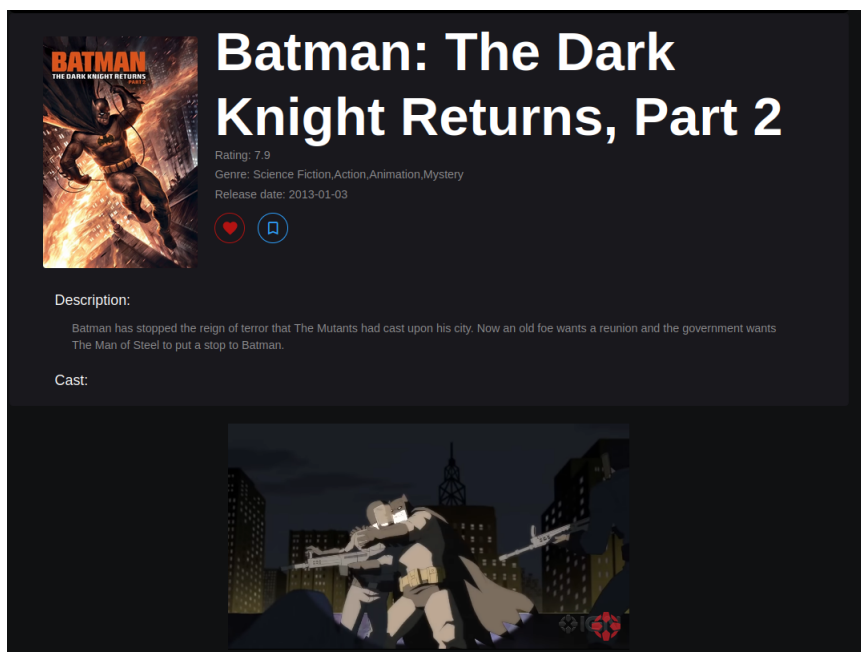 BATMAN
THE DARK KNIGHT RETURNS
PART 2
Batman: The Dark
Knight Returns, Part 2
Rating: 7.9
Genre: Science Fiction,Action,Animation,Mystery
Release date: 2013-01-03
Description:
Batman has stopped the reign of terror that The Mutants had cast upon his city. Now an old foe wants a reunion and the government wants
The Man of Steel to put a stop to Batman.
Cast: